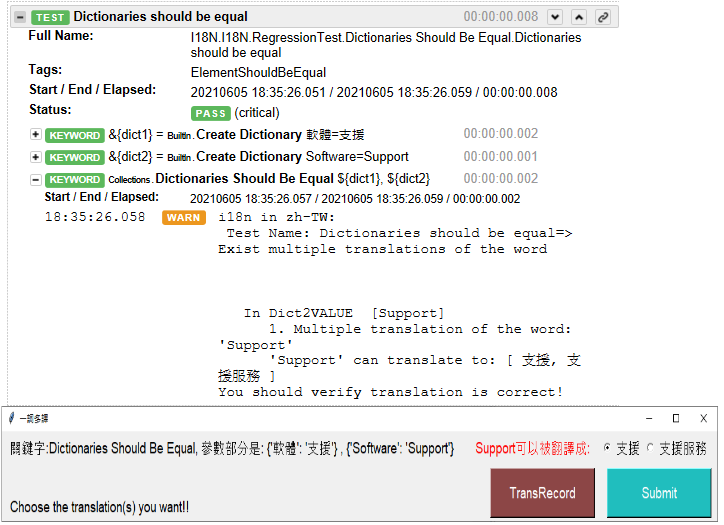 TEST Dictionaries should be equal 00:00:00.008
Full Name: I18N.I18N.RegressionTest.Dictionaries Should Be Equal.Dictionaries
should be equal
Tags: ElementShouldBeEqual
Start / End / Elapsed: 20210605 18:35:26.051 / 20210605 18:35:26.059 / 00:00:00.008
Status: PASS (critical)
KEYWORD &{dict1} = BuiltIn. Create Dictionary 軟體=支援 00:00:00.002
KEYWORD &{dict2} = BuiltIn. Create Dictionary Software=Support 00:00:00.001
KEYWORD Collections. Dictionaries Should Be Equal ${dict1}, ${dict2} 00:00:00.002
Start / End / Elapsed: 20210605 18:35:26.057 / 20210605 18:35:26.059 / 00:00:00.002
18:35:26.058 WARN i18n in zh-TW:
Test Name: Dictionaries should be equal=>
Exist multiple translations of the word
In Dict2VALUE [Support]
1. Multiple translation of the word:
'Support'
'Support' can translate to: [ 支援, 支
援服務 ]
You should verify translation is correct!
一詞多譯
關鍵字:Dictionaries Should Be Equal, 參數部分是: {'軟體': '支援'} , {'Software': 'Support'} Support可以被翻譯成: 支援 支援服務
TransRecord Submit
Choose the translation(s) you want!!